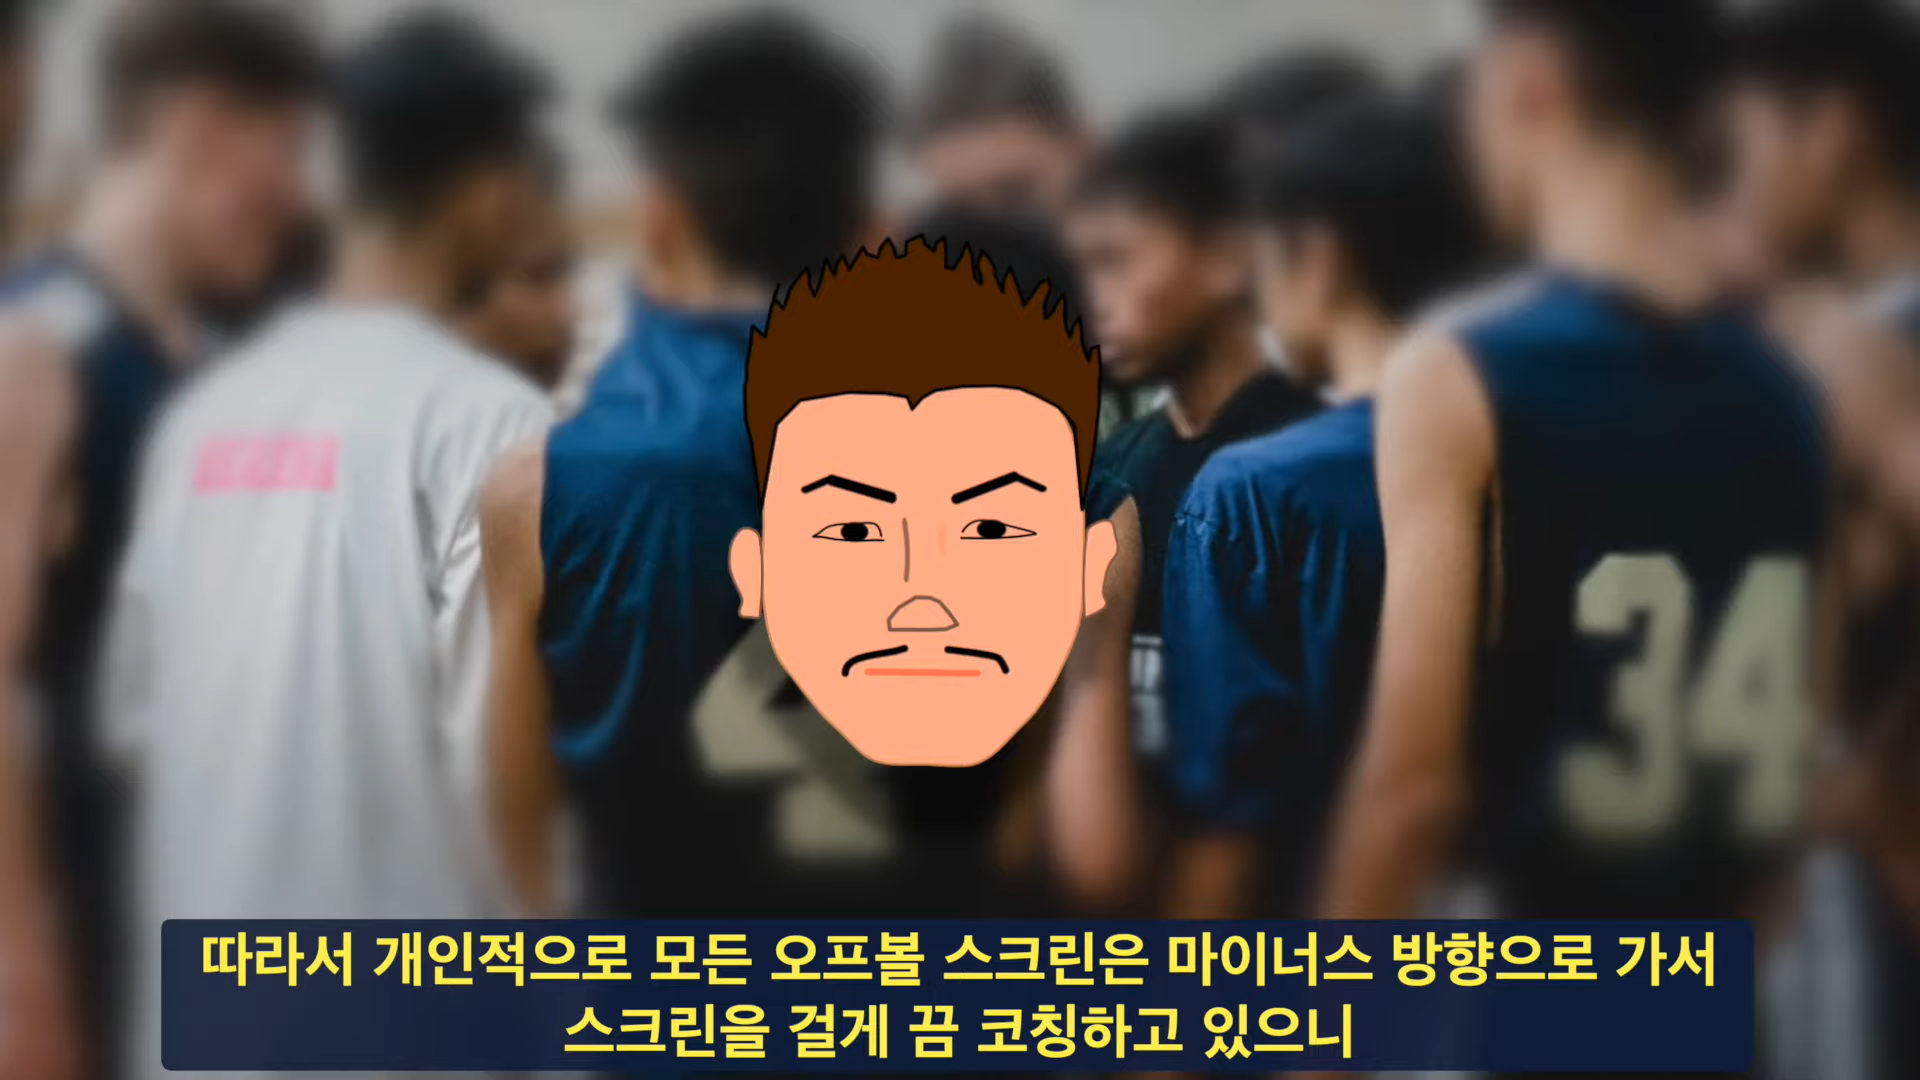 따라서 개인적으로 모든 오프볼 스크린은 마이너스 방향으로 가서
스크린을 걸게 끔 코칭하고 있으니
34